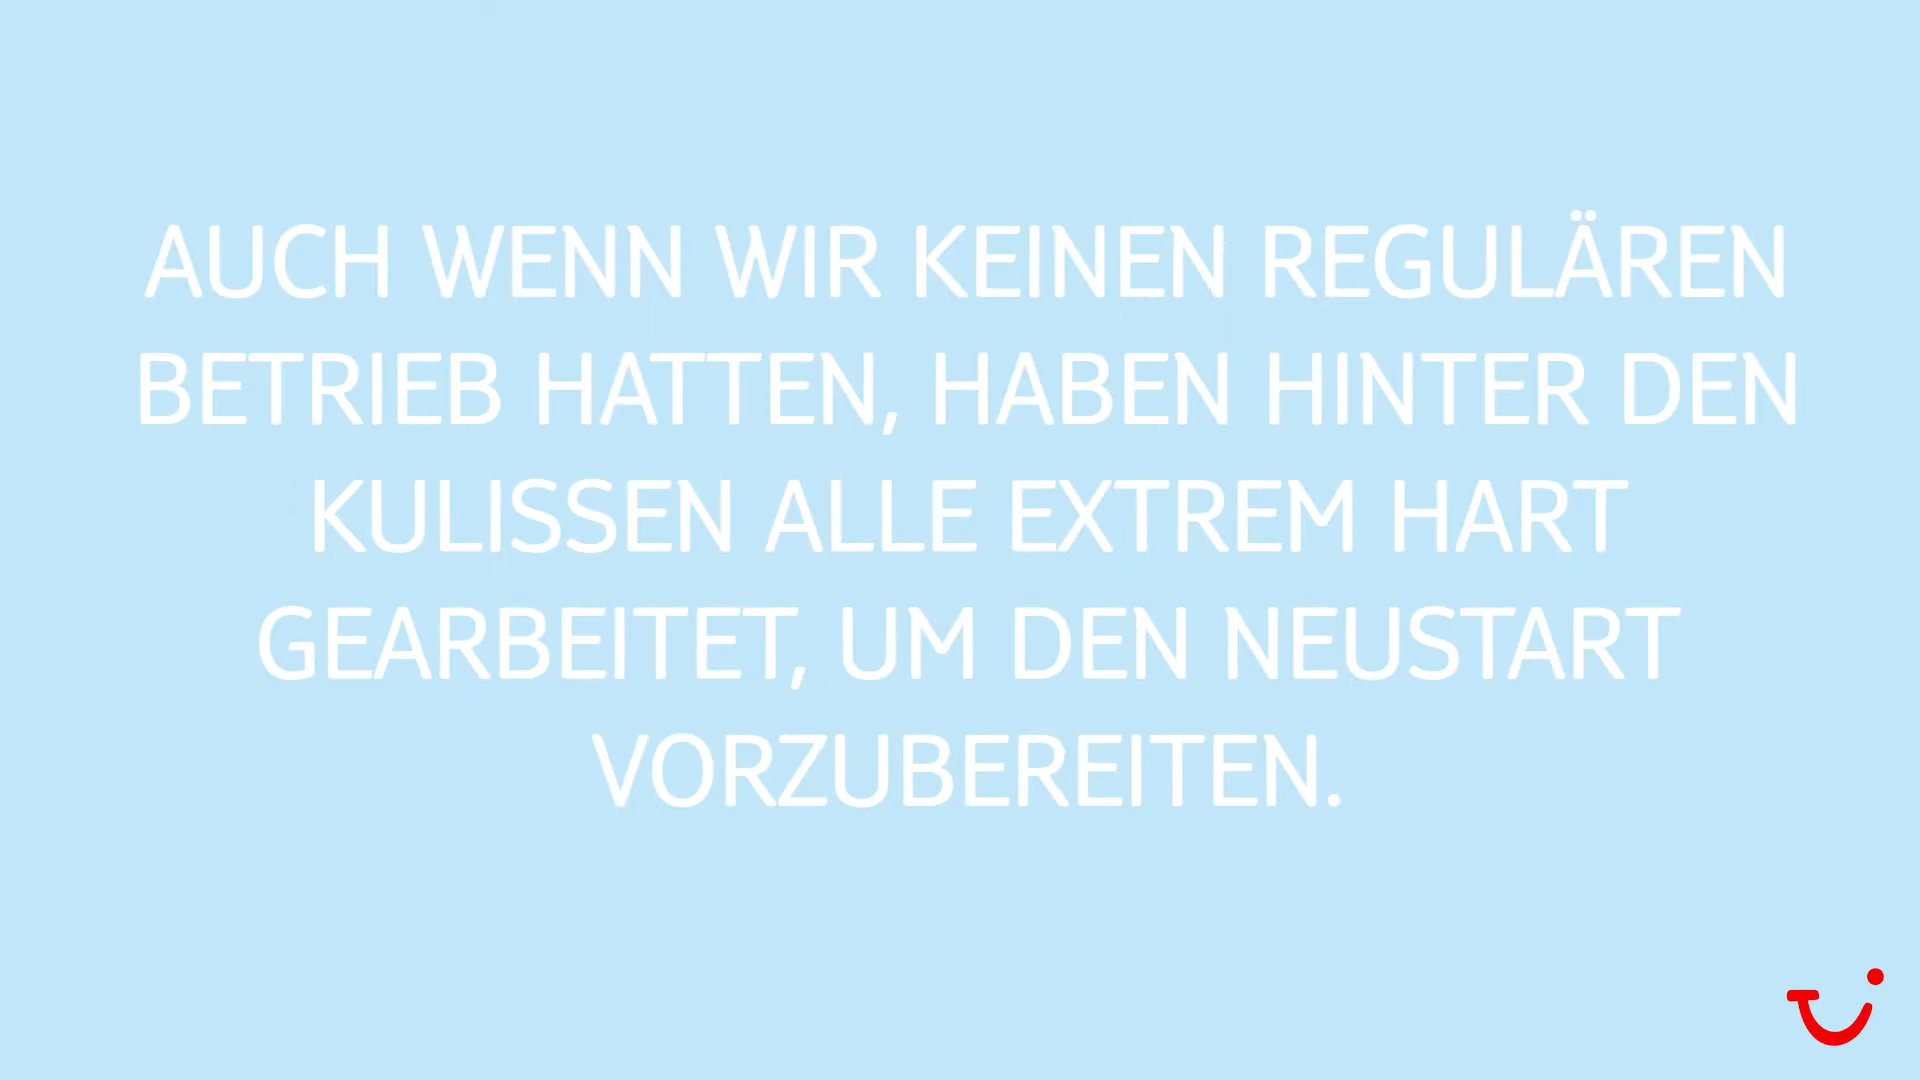 AUCH WENN WIR KEINEN REGULÄREN
BETRIEB HATTEN, HABEN HINTER DEN
KULISSEN ALLE EXTREM HART
GEARBEITET, UM DEN NEUSTART
VORZUBEREITEN.